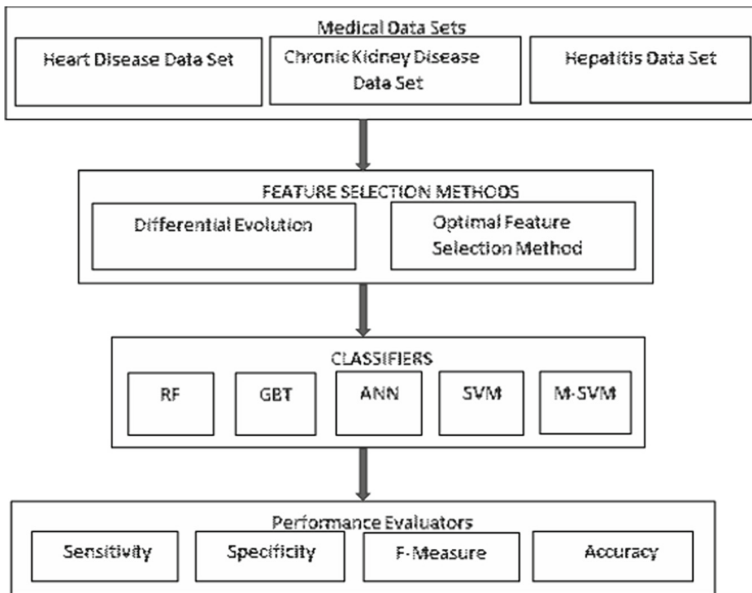 Medical Data Sets
Heart Disease Data Set
Chronic Kidney Disease
Data Set
Hepatitis Data Set
FEATURE SELECTION METHODS
Differential Evolution
Optimal Feature
Selection Method
CLASSIFIERS
RF
GBT
ANN
SVM
M-SVM
Performance Evaluators
Sensitivity
Specificity
F-Measure
Accuracy